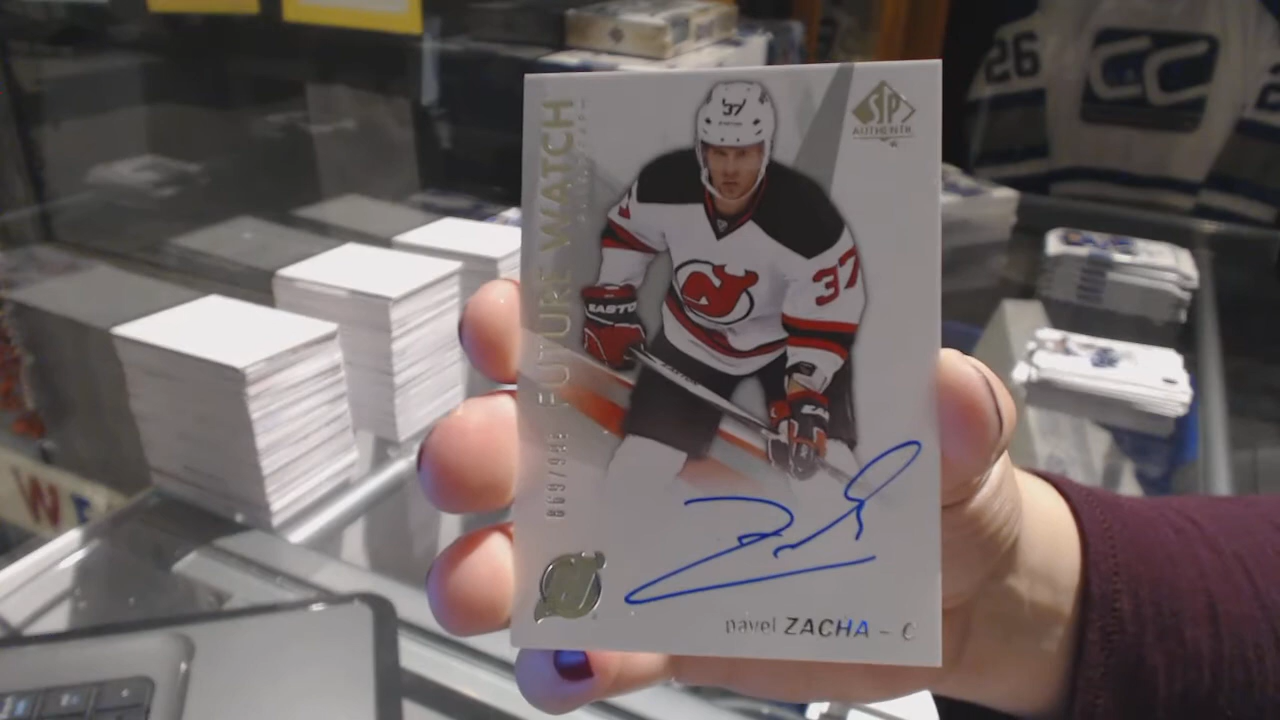 SP
AUTHENTIC
FUTURE WATCH
37
37
EASTON
pavel ZACHA - C
26
W